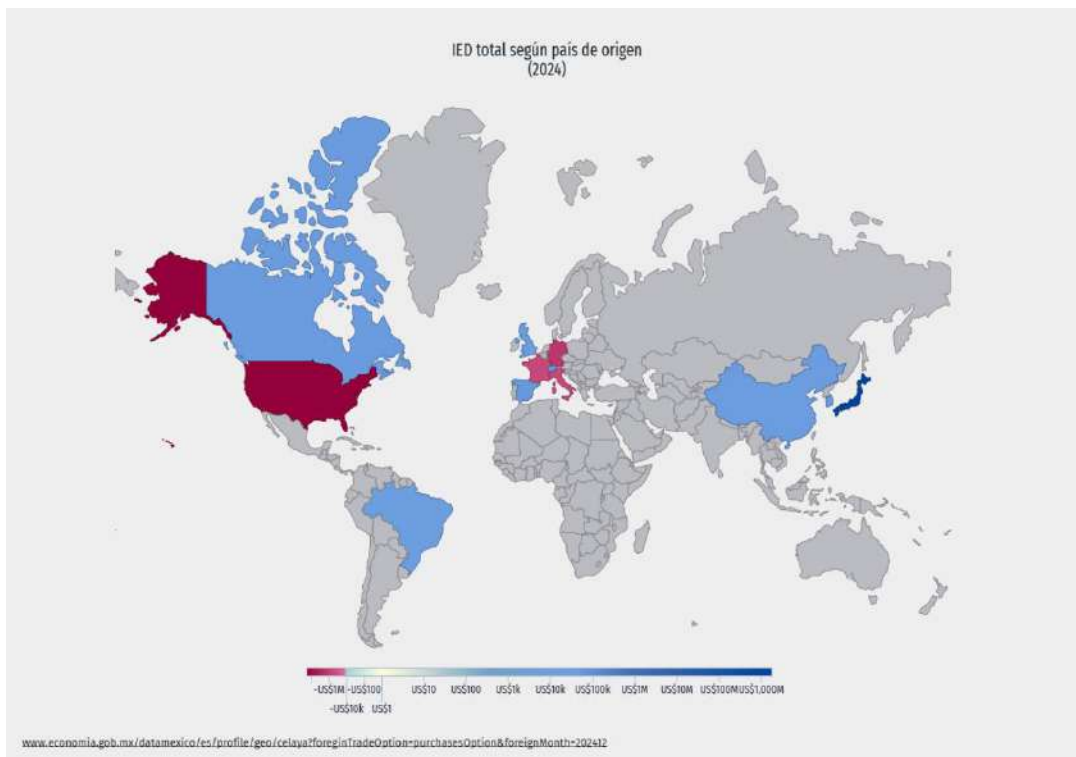 IED total según país de origen
(2024)
-US$1M -US$100 US$10 US$100 US$1k US$10k US$100k US$1M US$10M US$100M US$1,000M
-US$10k US$1
www.economia.gob.mx/datamexico/es/profile/geo/celaya?foreginTradeOption=purchasesOption&foreignMonth=202412